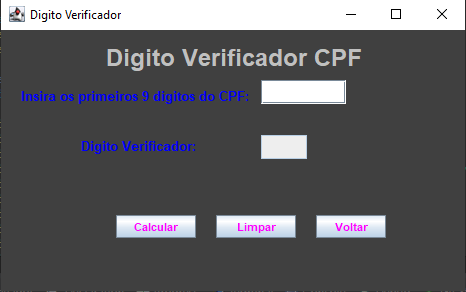 Digito Verificador
Digito Verificador CPF
Insira os primeiros 9 digitos do CPF:
Digito Verificador:
Calcular Limpar Voltar